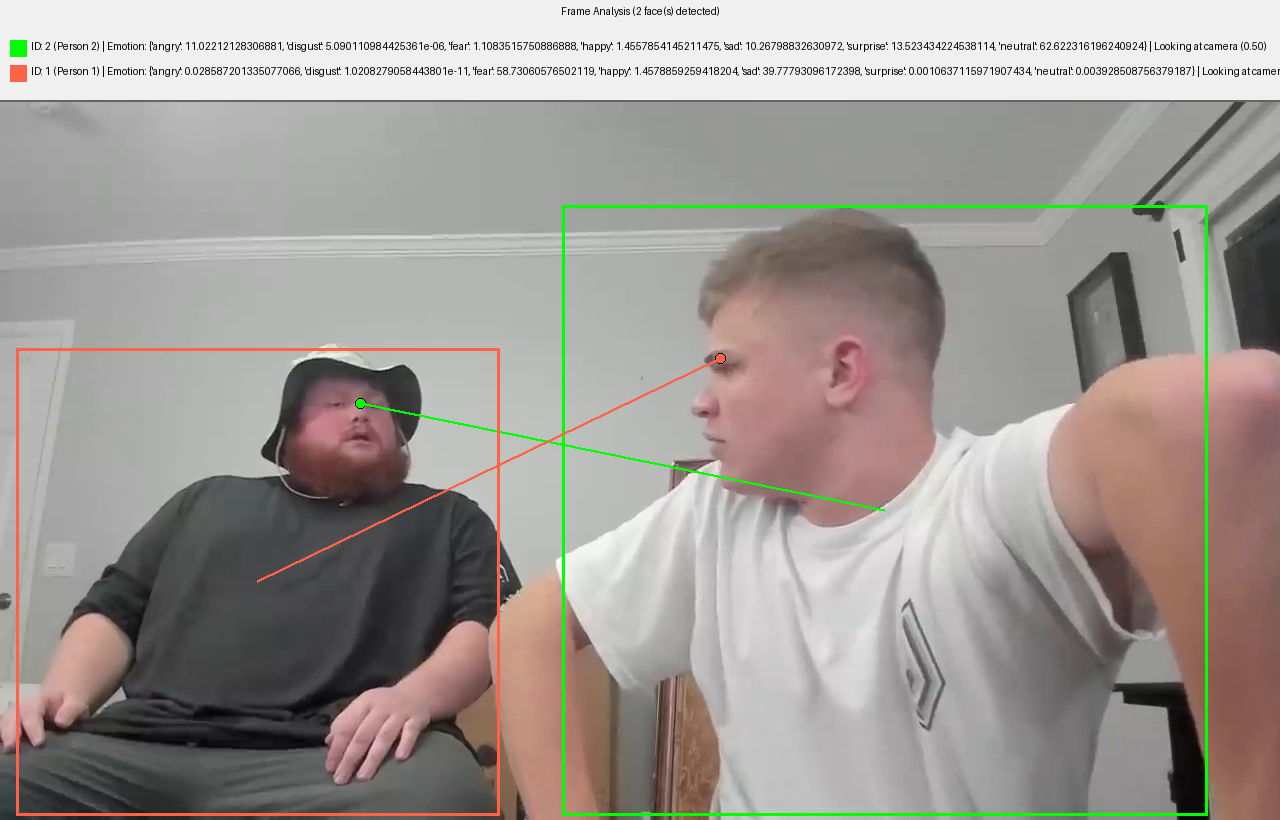 Frame Analysis (2 face(s) detected)
ID: 2 (Person 2) | Emotion: {'angry': 11.02212128306881, 'disgust': 5.090110984425361e-06, 'fear': 1.1083515750886888, 'happy': 1.4557854145211475, 'sad': 10.26798832630972, 'surprise': 13.523434224538114, 'neutral': 62.622316196240924} | Looking at camera (0.50)
ID: 1 (Person 1) | Emotion: {'angry': 0.028587201335077066, 'disgust': 1.0208279058443801e-11, 'fear': 58.73060576502119, 'happy': 1.4578859259418204, 'sad': 39.77793096172398, 'surprise': 0.0010637115971907434, 'neutral': 0.003928508756379187} | Looking at camer